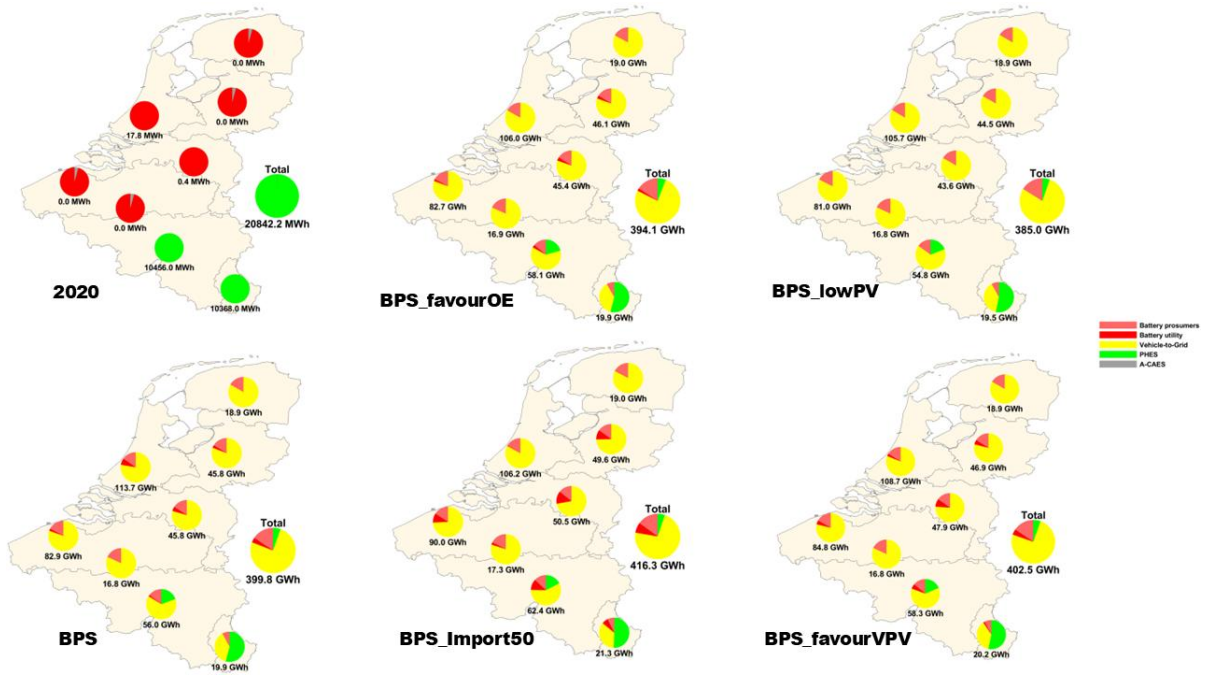 0.0 MWh
0.0 MWh
17.8 MWh
0.4 MWh
0.0 MWh
0.0 MWh
Total
20842.2 MWh
10456.0 MWh
10368.0 MWh
2020
19.0 GWh
46.1 GWh
106.0 GWh
45.4 GWh
82.7 GWh
16.9 GWh
Total
394.1 GWh
58.1 GWh
19.9 GWh
BPS_favourOE
18.9 GWh
44.5 GWh
105.7 GWh
43.6 GWh
81.0 GWh
16.8 GWh
Total
385.0 GWh
54.8 GWh
19.5 GWh
BPS_lowPV
Battery prosumers
Battery utility
Vehicle-to-Grid
PHES
A-CAES
18.9 GWh
45.8 GWh
113.7 GWh
45.8 GWh
82.9 GWh
16.8 GWh
Total
399.8 GWh
56.0 GWh
19.9 GWh
BPS
19.0 GWh
49.6 GWh
106.2 GWh
50.5 GWh
90.0 GWh
17.3 GWh
Total
416.3 GWh
62.4 GWh
21.3 GWh
BPS_Import50
18.9 GWh
46.9 GWh
108.7 GWh
47.9 GWh
84.8 GWh
16.8 GWh
Total
402.5 GWh
58.3 GWh
20.2 GWh
BPS_favourVPV